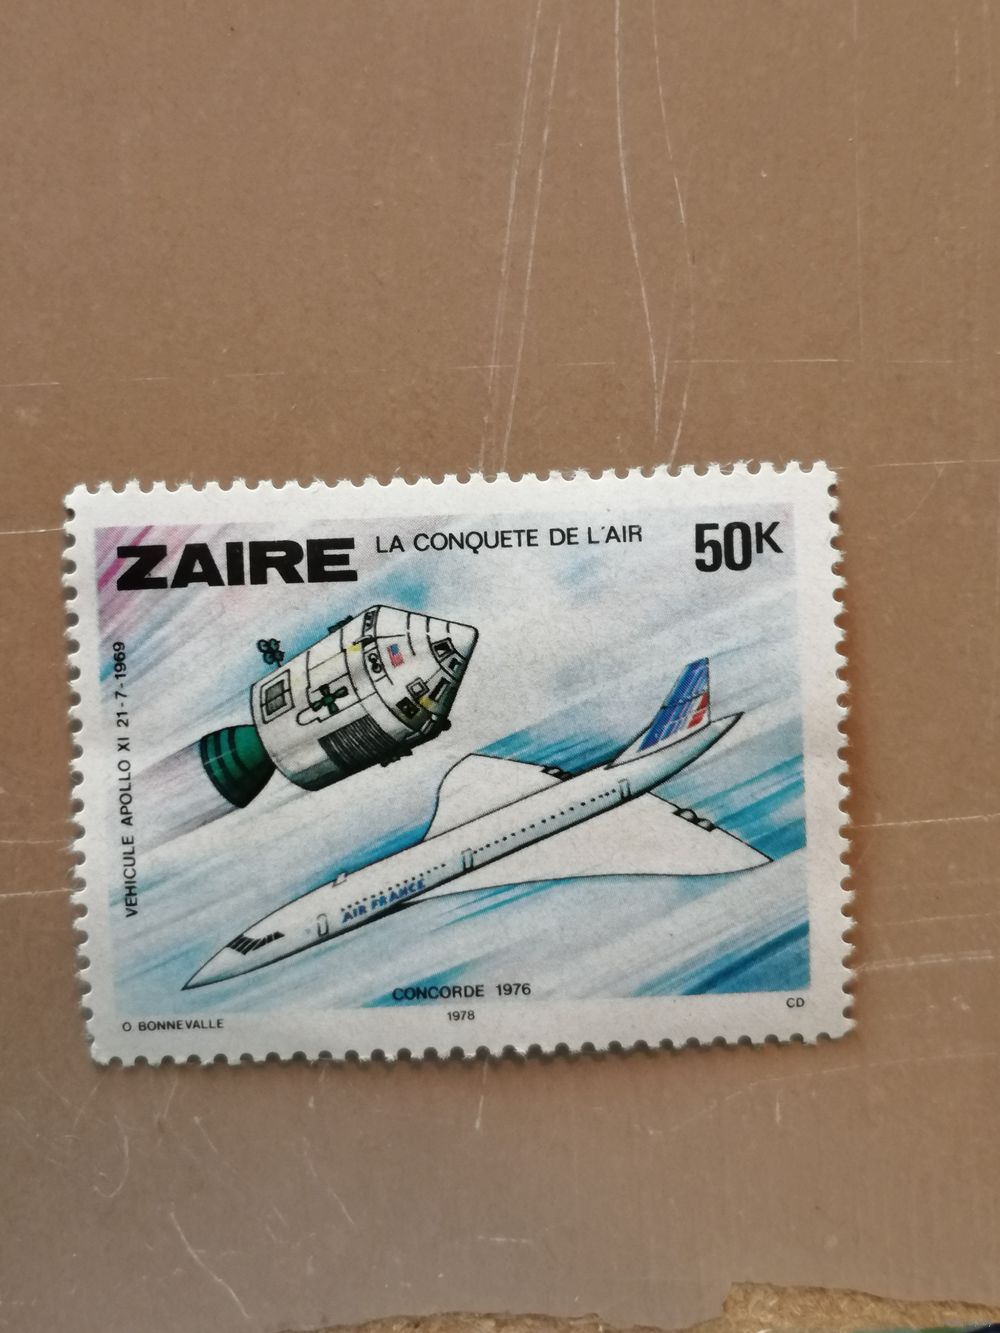 ZAIRE
LA CONQUETE DE L'AIR
50K
VEHICULE APOLLO XI 21-7-1969
AIR FRANCE
CONCORDE 1976
O BONNEVALLE
1978
CD